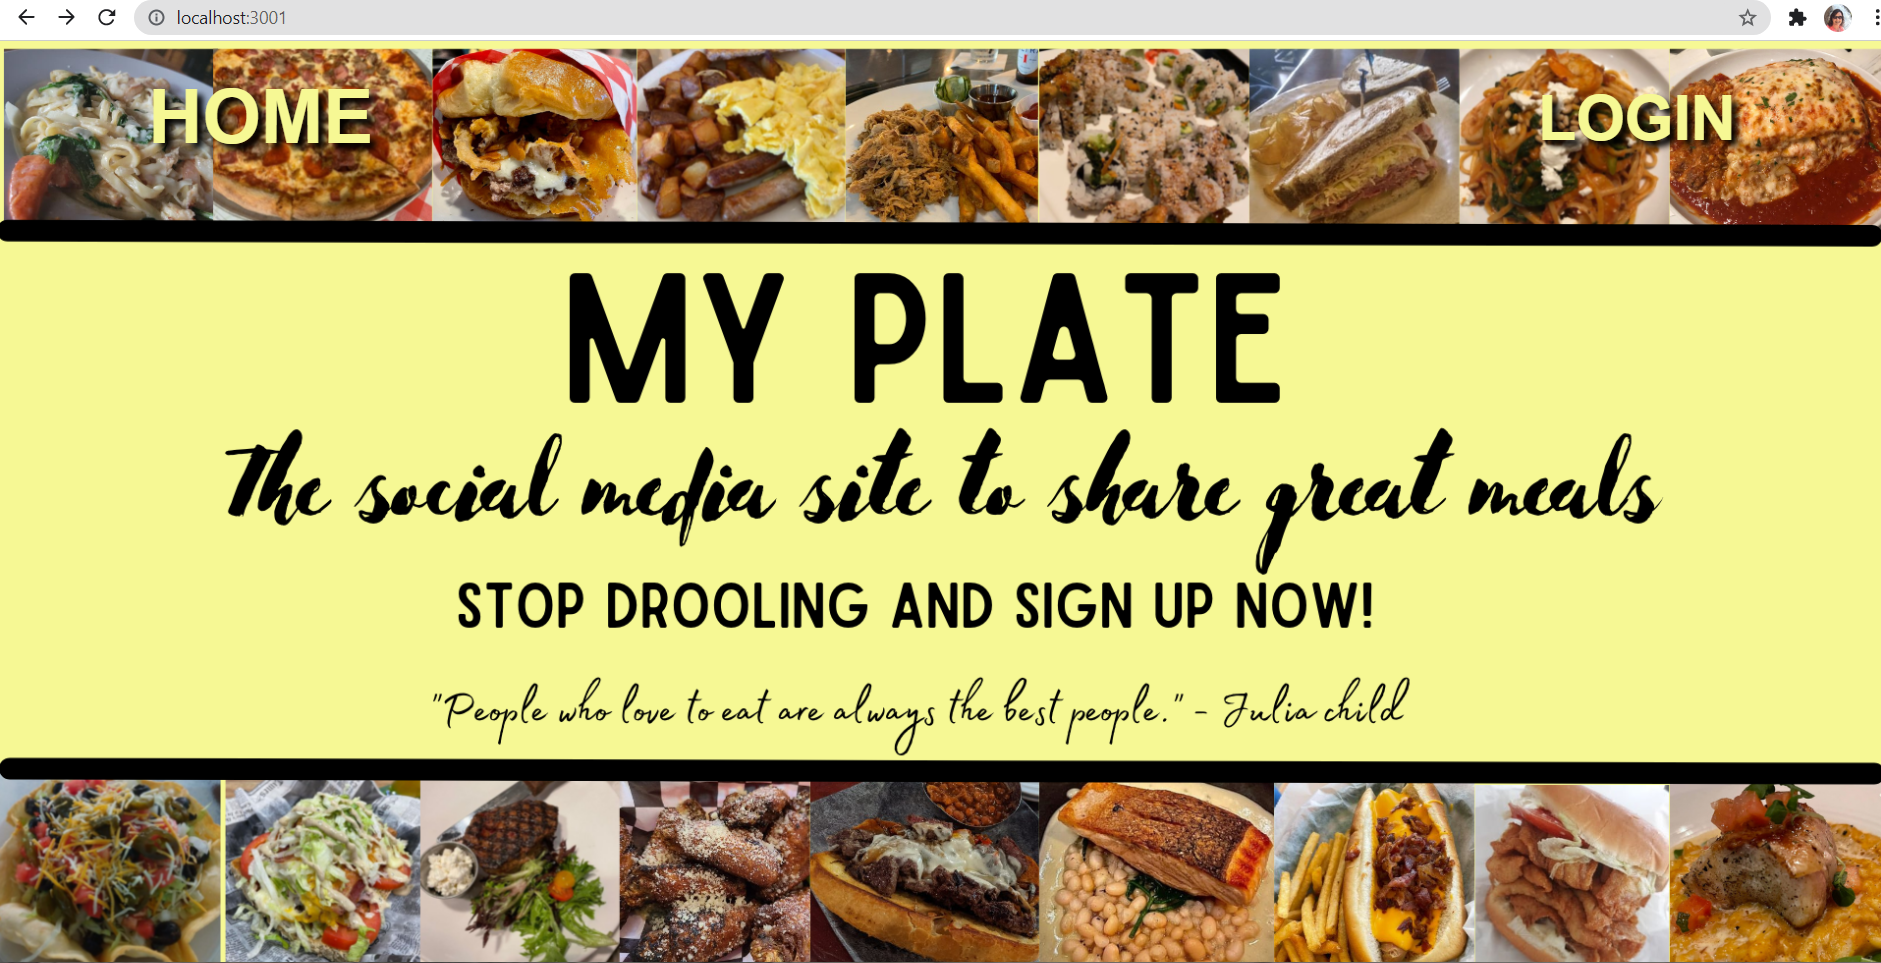 localhost:3001
HOME
LOGIN
MY PLATE
The social media site to share great meals
STOP DROOLING AND SIGN UP NOW!
"People who love to eat are always the best people." - Julia child